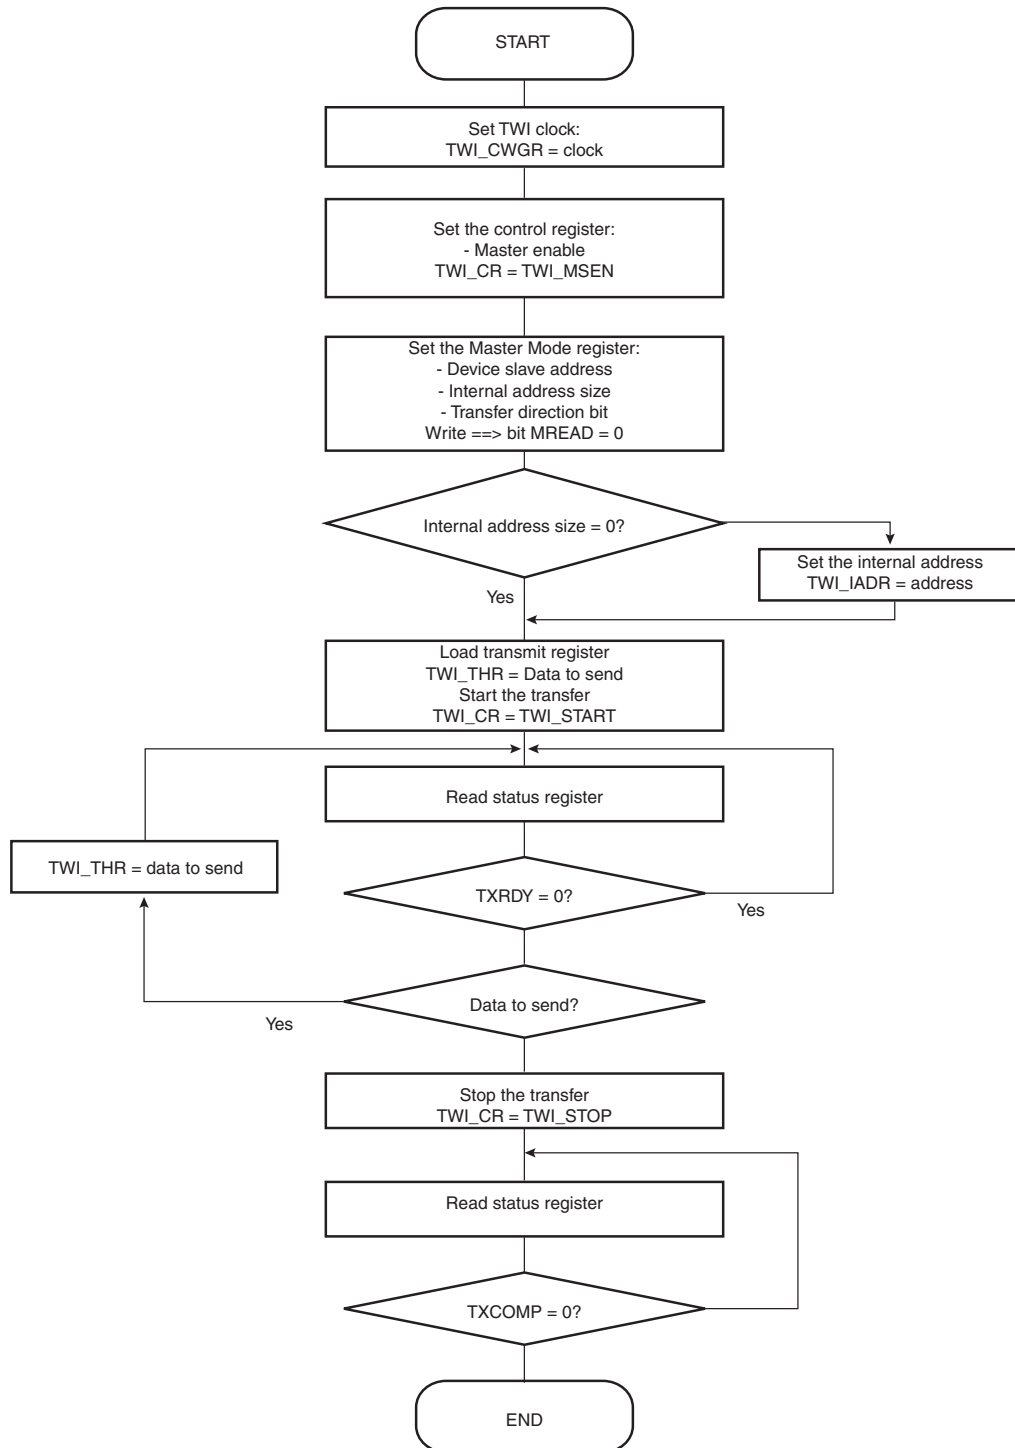 START
Set TWI clock:
TWI_CWGR = clock
Set the control register:
- Master enable
TWI_CR = TWI_MSEN
Set the Master Mode register:
- Device slave address
- Internal address size
- Transfer direction bit
Write ==> bit MREAD = 0
Internal address size = 0?
Set the internal address
TWI_IADR = address
Yes
Load transmit register
TWI_THR = Data to send
Start the transfer
TWI_CR = TWI_START
Read status register
TWI_THR = data to send
TXRDY = 0?
Yes
Data to send?
Yes
Stop the transfer
TWI_CR = TWI_STOP
Read status register
TXCOMP = 0?
END